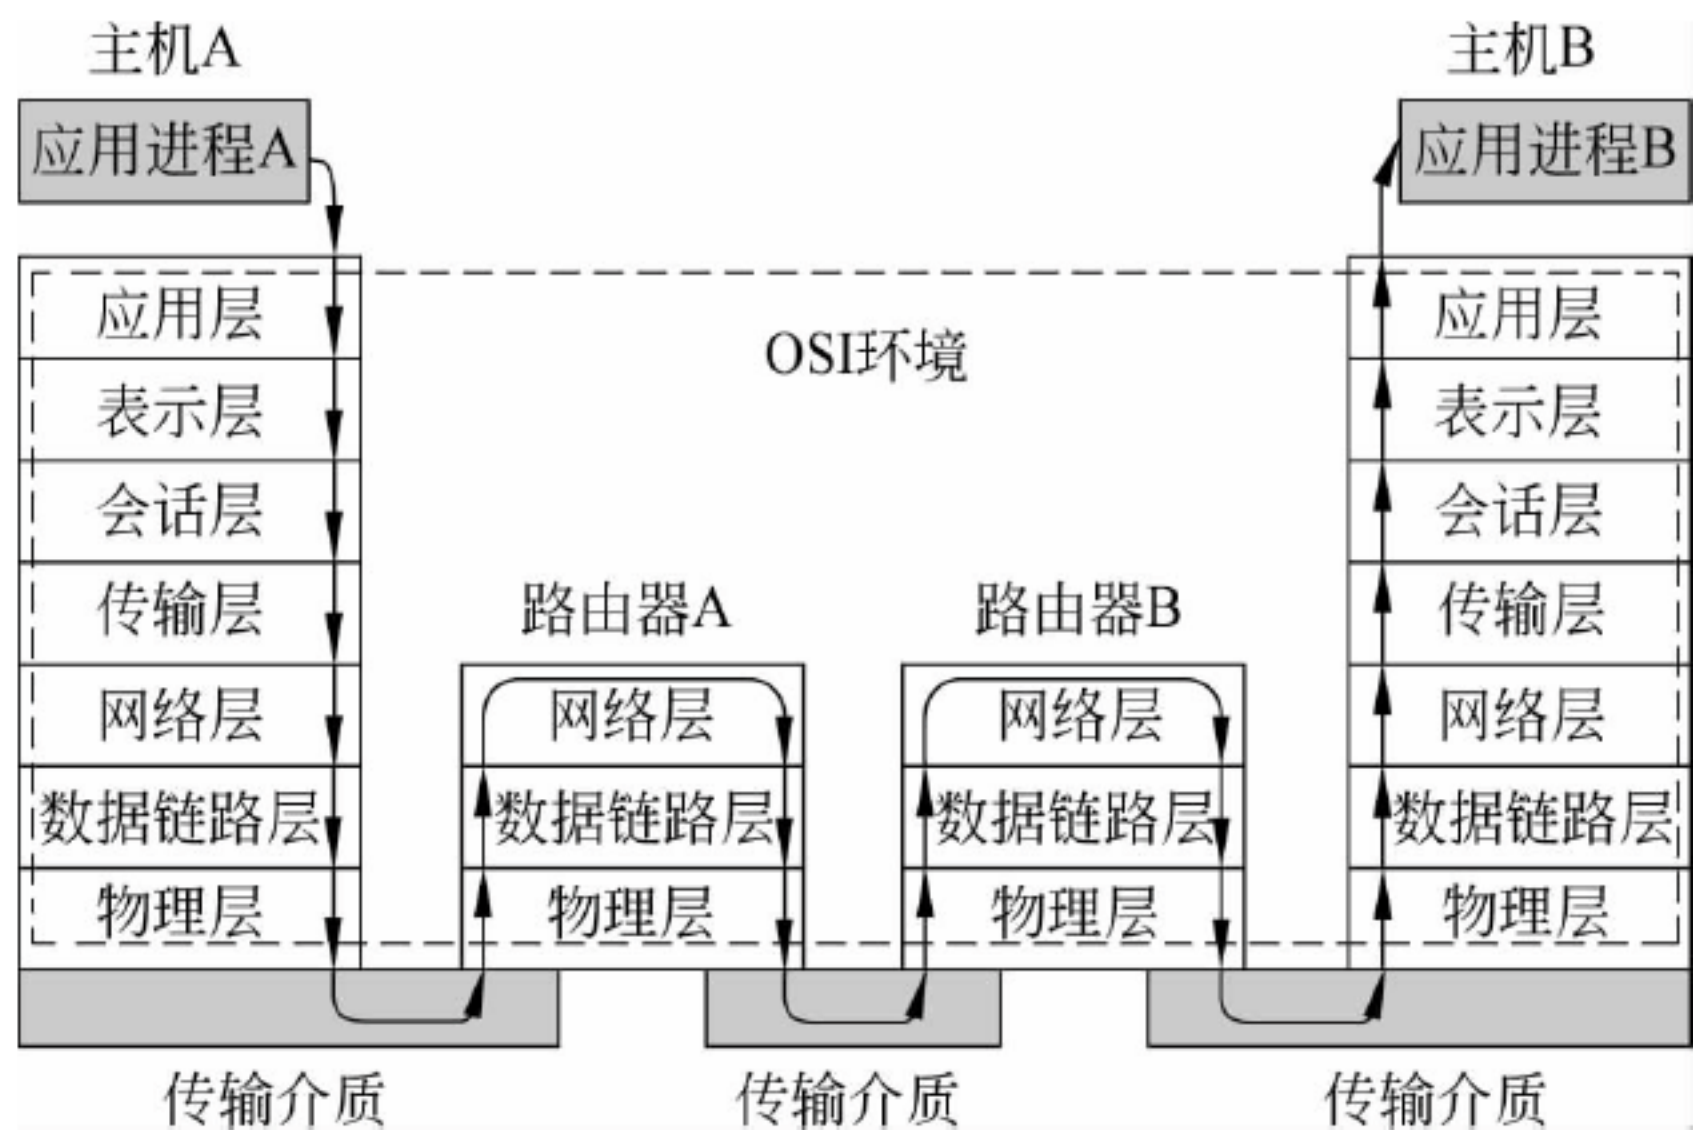 主机A
主机B
应用进程A
应用进程B
应用层
OSI环境
应用层
表示层
表示层
会话层
会话层
传输层
路由器A
路由器B
传输层
网络层
网络层
网络层
网络层
数据链路层
数据链路层
数据链路层
数据链路层
物理层
物理层
物理层
物理层
传输介质
传输介质
传输介质